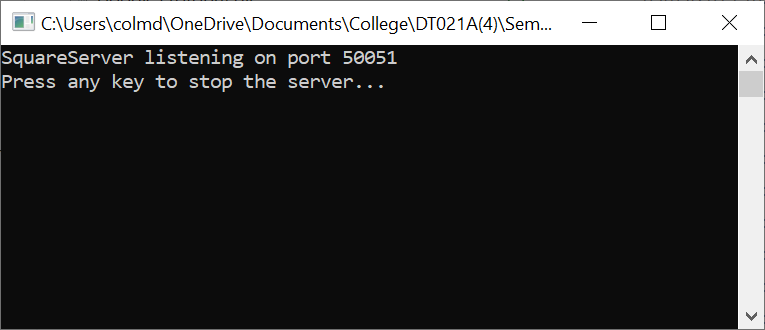 C:\Users\colmd\OneDrive\Documents\College\DT021A(4)\Sem...
SquareServer listening on port 50051
Press any key to stop the server...